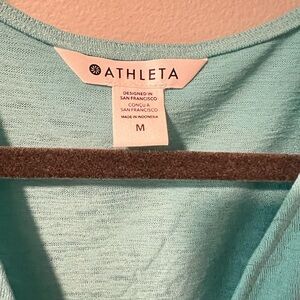 ATHLETA
DESIGNED IN
SAN FRANCISCO
CONÇU À
SAN FRANCISCO
MADE IN INDONESIA
M